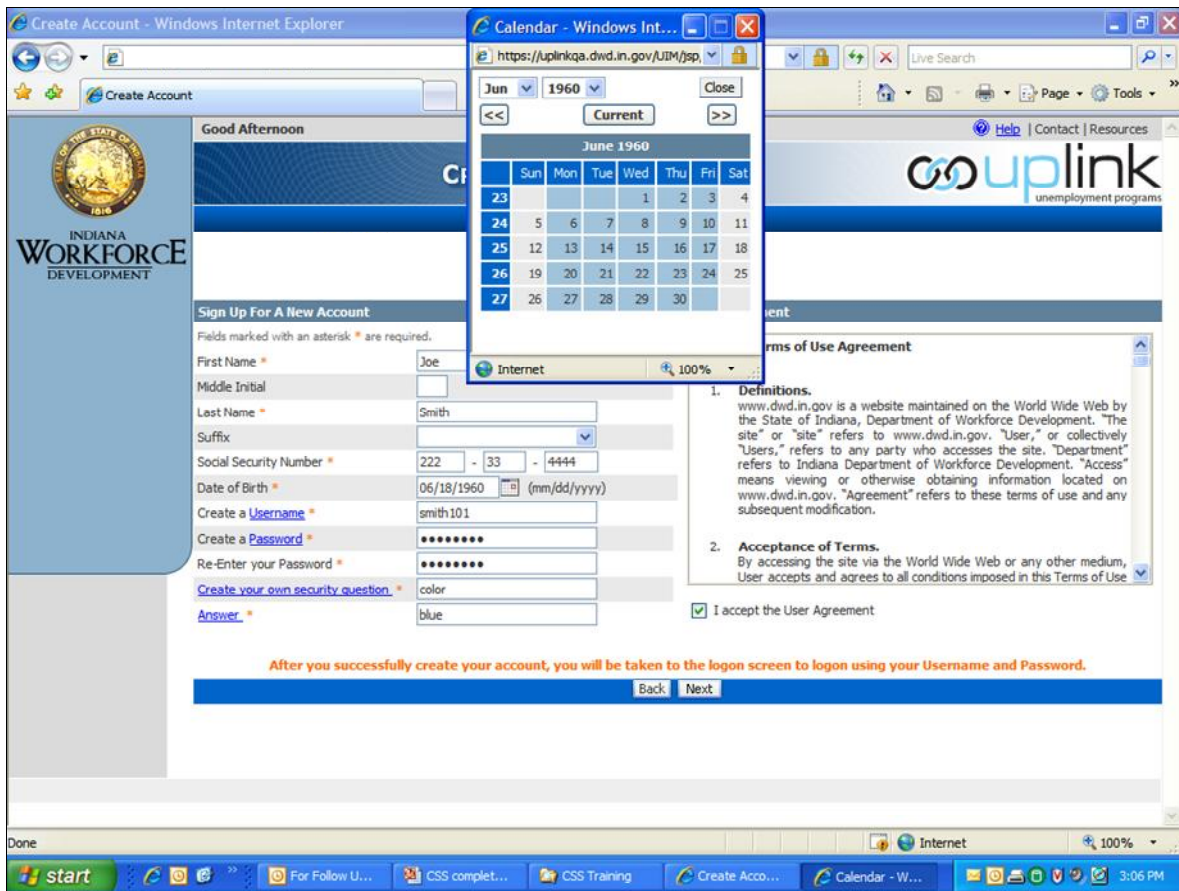 Create Account - Windows Internet Explorer
Calendar - Windows Int...
https://uplinkqa.dwd.in.gov/UIM/jsp,
Live Search
Create Account
Page
Tools
»
Jun 1960 Close
<< Current >>
June 1960
Sun Mon Tue Wed Thu Fri Sat
23 1 2 3 4
24 5 6 7 8 9 10 11
25 12 13 14 15 16 17 18
26 19 20 21 22 23 24 25
27 26 27 28 29 30
Internet 100%
Good Afternoon
Help | Contact | Resources
uplink
unemployment programs
1816
INDIANA
WORKFORCE
DEVELOPMENT
Sign Up For A New Account
Fields marked with an asterisk * are required.
First Name * Joe
Middle Initial
Last Name * Smith
Suffix
Social Security Number * 222 - 33 - 4444
Date of Birth * 06/18/1960 (mm/dd/yyyy)
Create a Username * smith101
Create a Password * ••••••••
Re-Enter your Password * ••••••••
Create your own security question * color
Answer * blue
rms of Use Agreement
1. Definitions.
www.dwd.in.gov is a website maintained on the World Wide Web by
the State of Indiana, Department of Workforce Development. "The
site" or "site" refers to www.dwd.in.gov. "User," or collectively
"Users," refers to any party who accesses the site. "Department"
refers to Indiana Department of Workforce Development. "Access"
means viewing or otherwise obtaining information located on
www.dwd.in.gov. "Agreement" refers to these terms of use and any
subsequent modification.
2. Acceptance of Terms.
By accessing the site via the World Wide Web or any other medium,
User accepts and agrees to all conditions imposed in this Terms of Use
I accept the User Agreement
After you successfully create your account, you will be taken to the logon screen to logon using your Username and Password.
Back Next
Done
Internet 100%
start
»
For Follow U...
CSS complet...
CSS Training
Create Acco...
Calendar - W...
3:06 PM